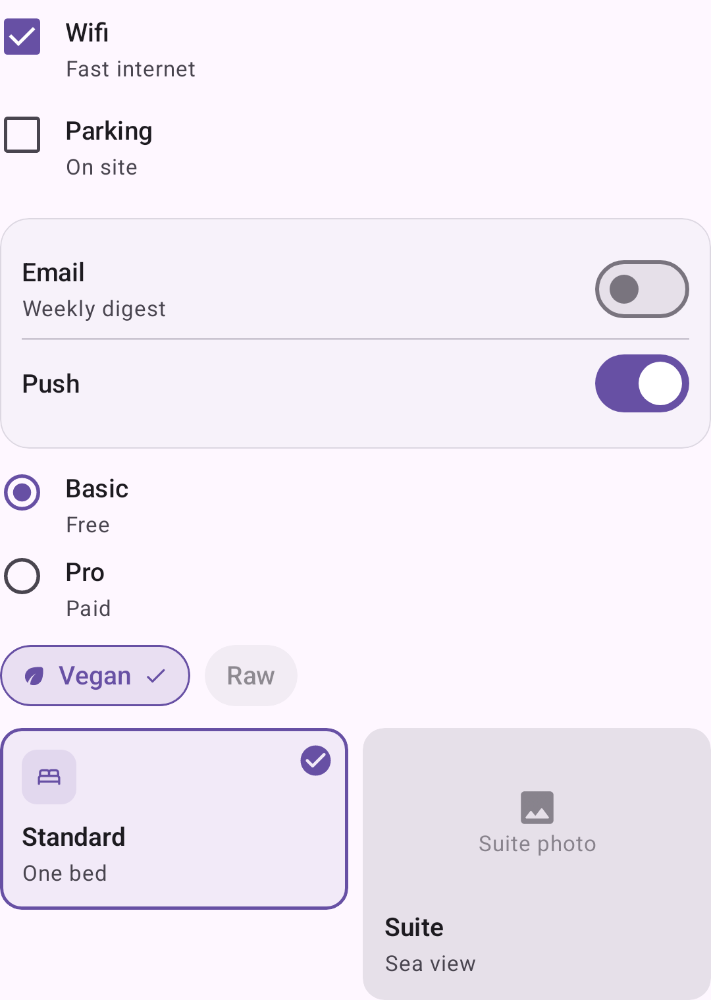 Wifi
Fast internet
Parking
On site
Email
Weekly digest
Push
Basic
Free
Pro
Paid
Vegan
Raw
Standard
One bed
Suite photo
Suite
Sea view